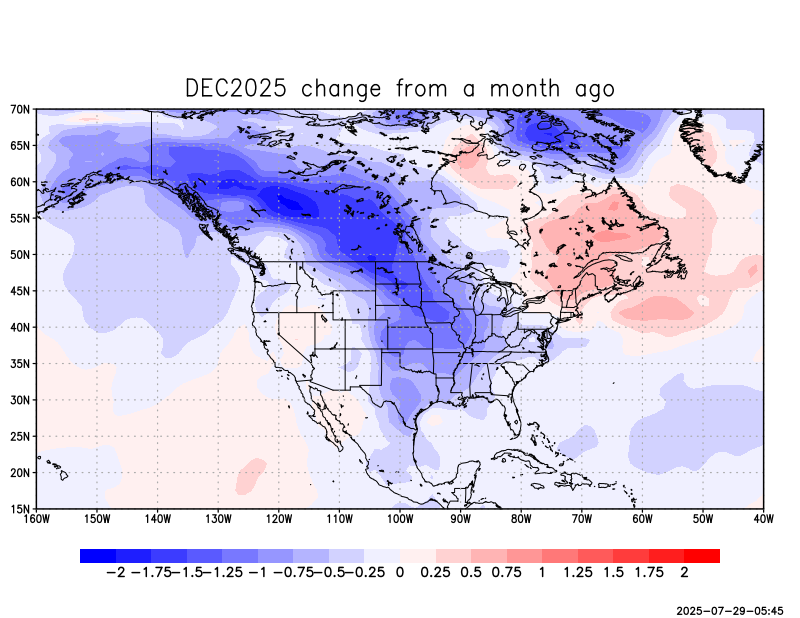 DEC2025 change from a month ago
70N
65N
60N
55N
50N
45N
40N
35N
30N
25N
20N
15N
160W 150W 140W 130W 120W 110W 100W 90W 80W 70W 60W 50W 40W
-2 -1.75 -1.5 -1.25 -1 -0.75 -0.5 -0.25 0 0.25 0.5 0.75 1 1.25 1.5 1.75 2
2025-07-29-05:45